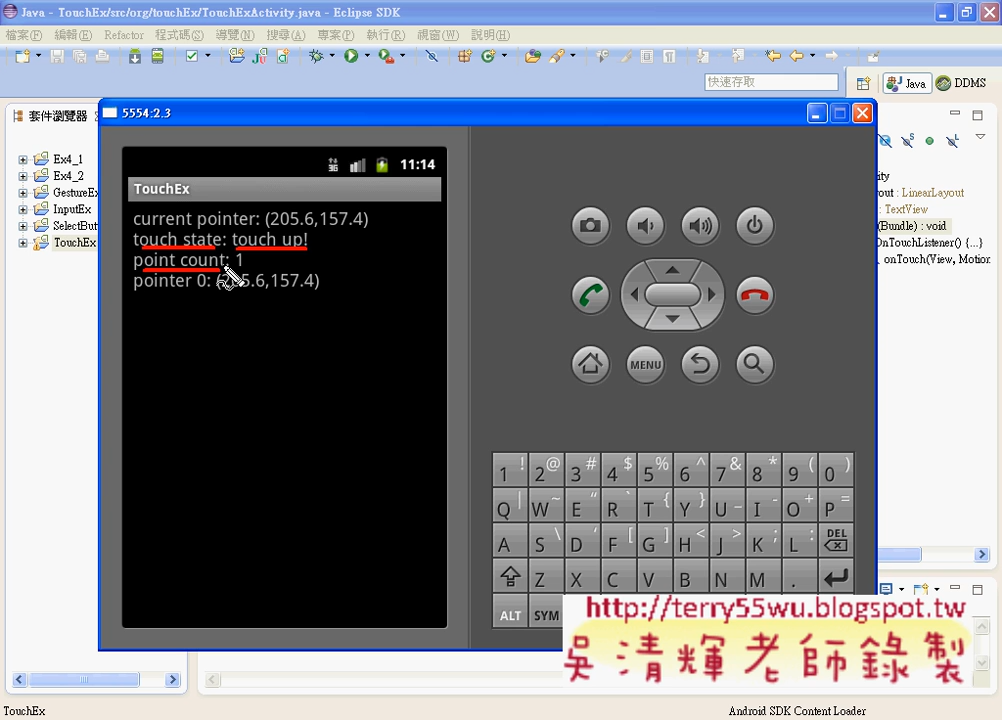 Java - TouchEx/src/org/touchEx/TouchExActivity.java - Eclipse SDK
檔案(F) 編輯(E) Refactor 程式碼(S) 導覽(N) 搜尋(A) 專案(P) 執行(R) 視窗(W) 說明(H)
快速存取
Java
DDMS
套件瀏覽器
Ex4_1
Ex4_2
GestureEx
InputEx
SelectBut
TouchEx
5554:2.3
11:14
TouchEx
current pointer: (205.6,157.4)
touch state: touch up!
point count: 1
pointer 0: (205.6,157.4)
MENU
1 ! 2 @ 3 # 4 $ 5 % 6 ^ 7 & 8 * 9 ( 0 )
Q | W ~ E " R ` T { Y } U _ I - O + P =
A S \ D ' F [ G ] H < J > K ; L : DEL
Z X C V B N M .
ALT SYM
ity
out : LinearLayout
: TextView
(Bundle) : void
OnTouchListener() {...}
onTouch(View, Motion
http://terry55wu.blogspot.tw
吳清輝老師錄製
TouchEx
Android SDK Content Loader